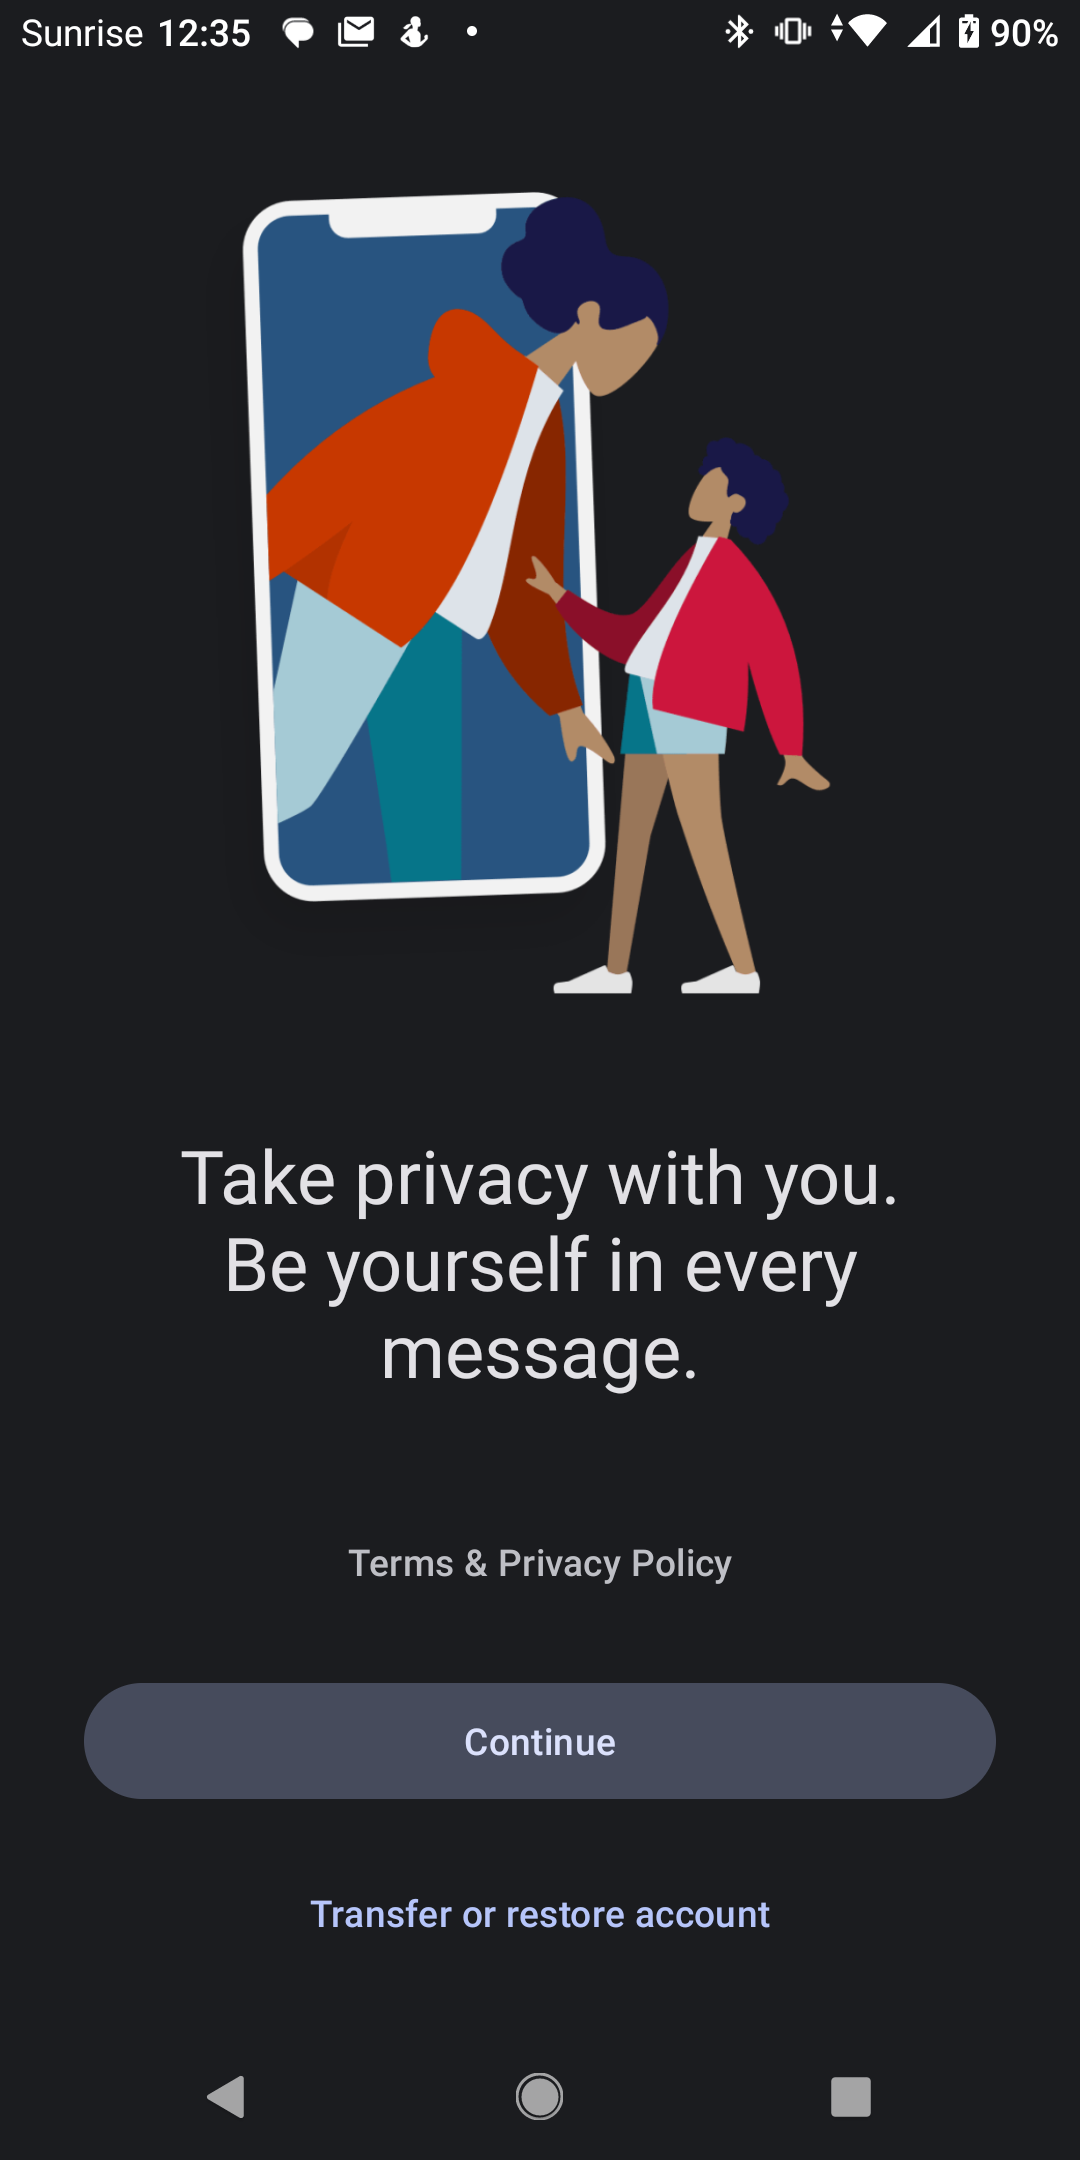 Sunrise 12:35 90%
Take privacy with you.
Be yourself in every
message.
Terms & Privacy Policy
Continue
Transfer or restore account